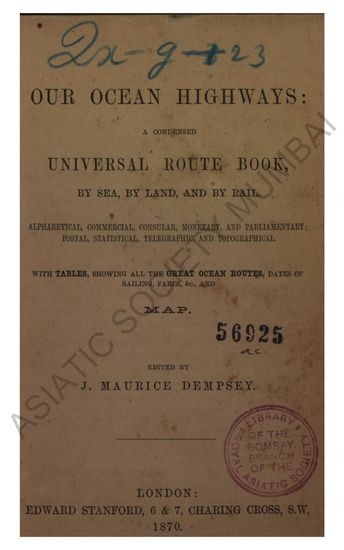 Qx-g-123
OUR OCEAN HIGHWAYS:
A CONDENSED
UNIVERSAL ROUTE BOOK,
BY SEA, BY LAND, AND BY RAIL.
ALPHABETICAL, COMMERCIAL, CONSULAR, MONETARY, AND PARLIAMENTARY;
POSTAL, STATISTICAL, TELEGRAPHIC, AND TOPOGRAPHICAL.
WITH TABLES, SHOWING ALL THE GREAT OCEAN ROUTES, DATES OF
SAILING, FARES, &c., AND
MAP.
56925
ac.
EDITED BY
J. MAURICE DEMPSEY.
LIBRARY
OF THE
BOMBAY
BRANCH
OF THE
ROYAL ASIATIC SOCIETY
LONDON:
EDWARD STANFORD, 6 & 7, CHARING CROSS, S.W.
1870.
ASIATIC SOCIETY MUMBAI